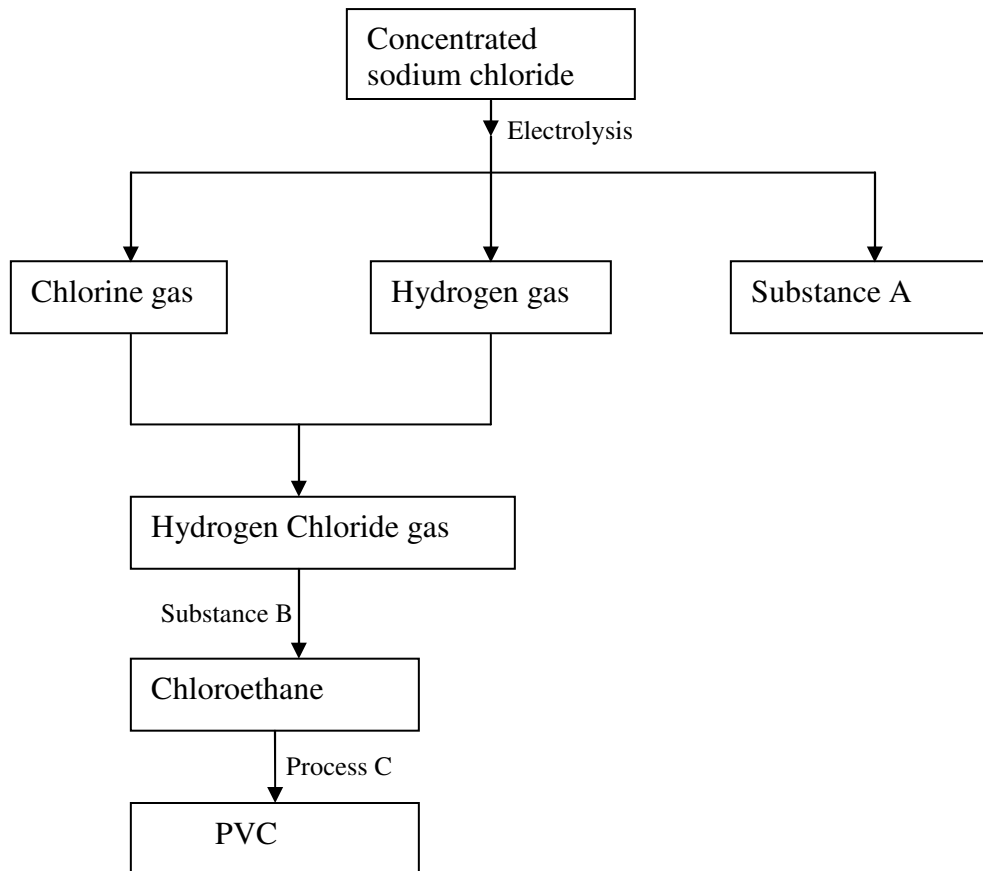 Concentrated
sodium chloride
Electrolysis
Chlorine gas
Hydrogen gas
Substance A
Hydrogen Chloride gas
Substance B
Chloroethane
Process C
PVC